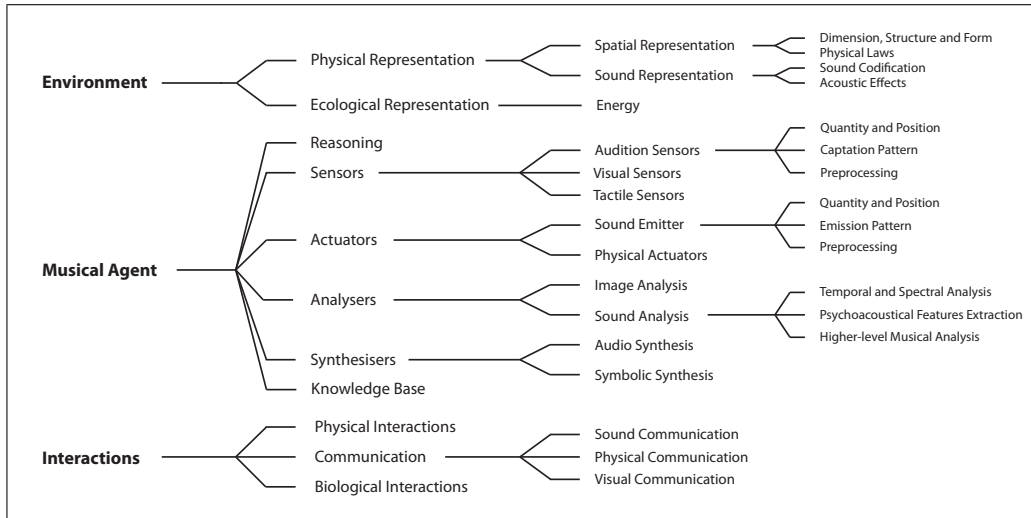 Environment
Physical Representation
Spatial Representation
Dimension, Structure and Form
Physical Laws
Sound Representation
Sound Codification
Acoustic Effects
Ecological Representation
Energy
Musical Agent
Reasoning
Sensors
Audition Sensors
Quantity and Position
Captation Pattern
Preprocessing
Visual Sensors
Tactile Sensors
Actuators
Sound Emitter
Quantity and Position
Emission Pattern
Preprocessing
Physical Actuators
Analysers
Image Analysis
Sound Analysis
Temporal and Spectral Analysis
Psychoacoustical Features Extraction
Higher-level Musical Analysis
Synthesisers
Audio Synthesis
Symbolic Synthesis
Knowledge Base
Interactions
Physical Interactions
Communication
Sound Communication
Physical Communication
Visual Communication
Biological Interactions